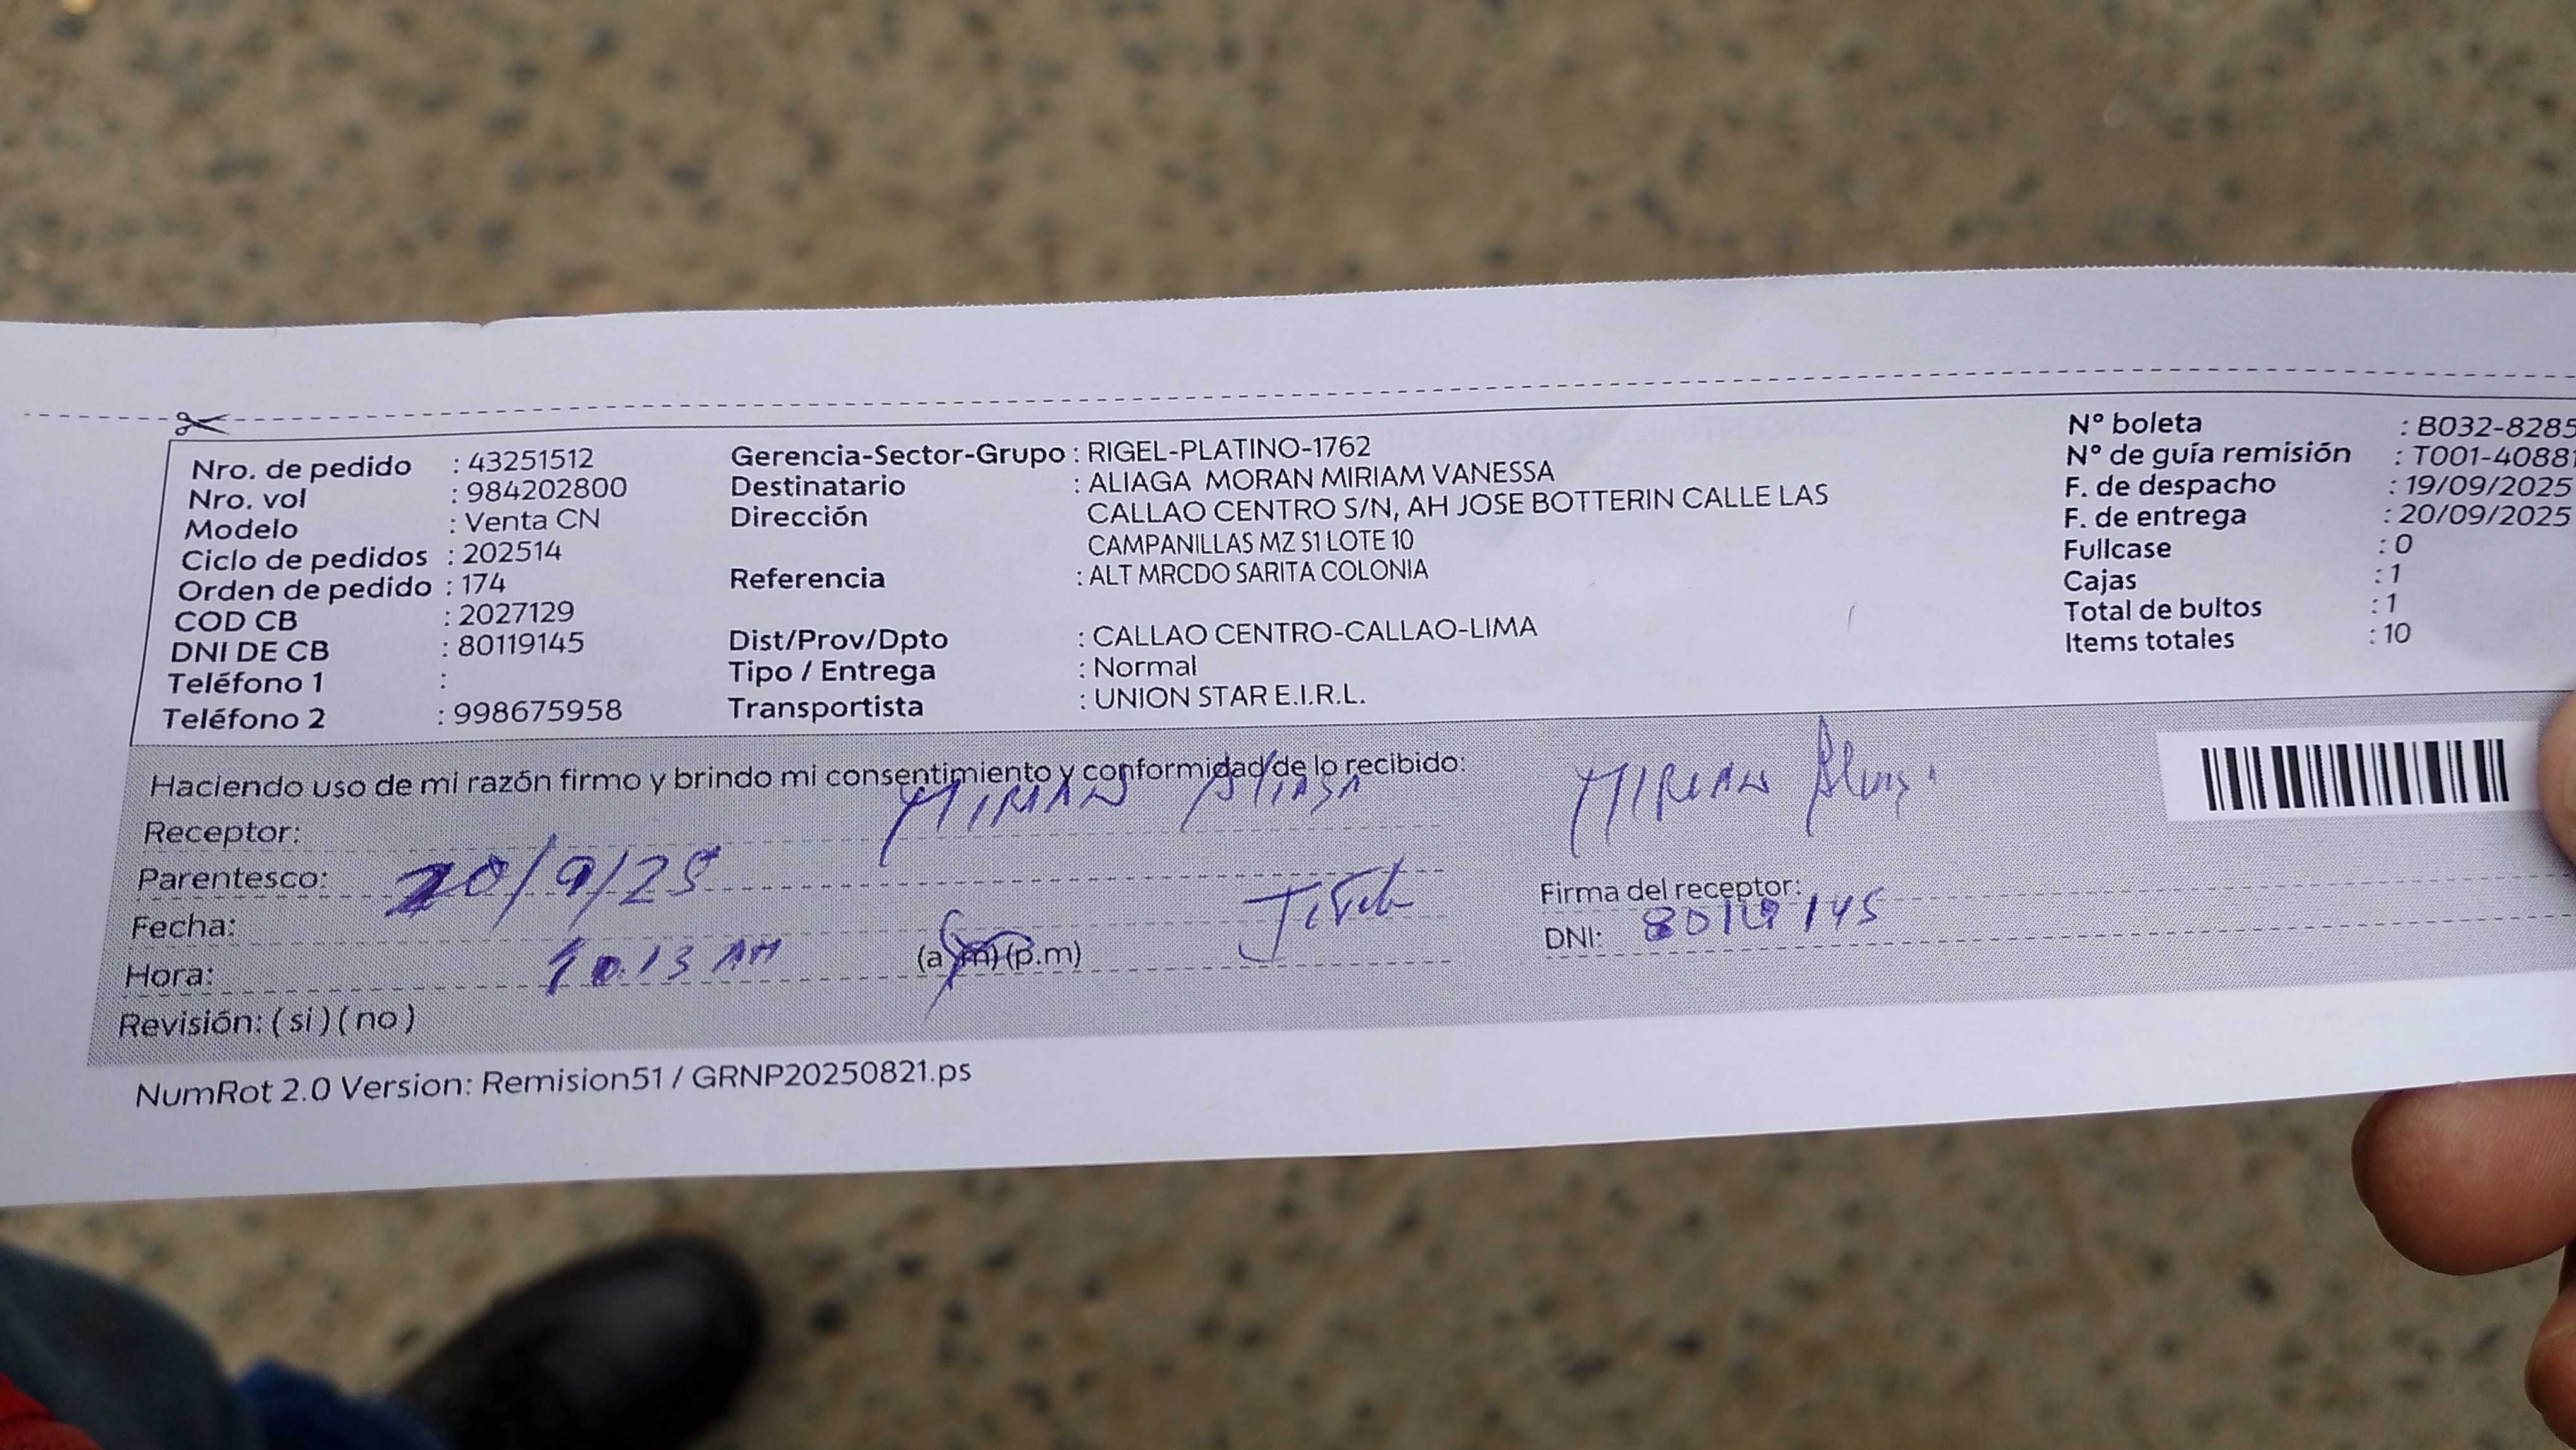 Nro. de pedido : 43251512
Nro. vol : 984202800
Modelo : Venta CN
Ciclo de pedidos : 202514
Orden de pedido : 174
COD CB : 2027129
DNI DE CB : 80119145
Teléfono 1 :
Teléfono 2 : 998675958
Gerencia-Sector-Grupo : RIGEL-PLATINO-1762
Destinatario : ALIAGA MORAN MIRIAM VANESSA
Dirección CALLAO CENTRO S/N, AH JOSE BOTTERIN CALLE LAS
CAMPANILLAS MZ S1 LOTE 10
Referencia : ALT MRCDO SARITA COLONIA
Dist/Prov/Dpto : CALLAO CENTRO-CALLAO-LIMA
Tipo / Entrega : Normal
Transportista : UNION STAR E.I.R.L.
Nº boleta : B032-8285
Nº de guía remisión : T001-40881
F. de despacho : 19/09/2025
F. de entrega : 20/09/2025
Fullcase : 0
Cajas : 1
Total de bultos : 1
Items totales : 10
Haciendo uso de mi razón firmo y brindo mi consentimiento y conformidad de lo recibido:
Receptor: MIRIAN Aliaga
Parentesco:
Fecha: 20/9/25
Hora: 10.13 AM (a.m)(p.m)
Revisión: ( si ) ( no )
MIRIAN
Firma del receptor:
DNI: 80119145
NumRot 2.0 Version: Remision51 / GRNP20250821.ps